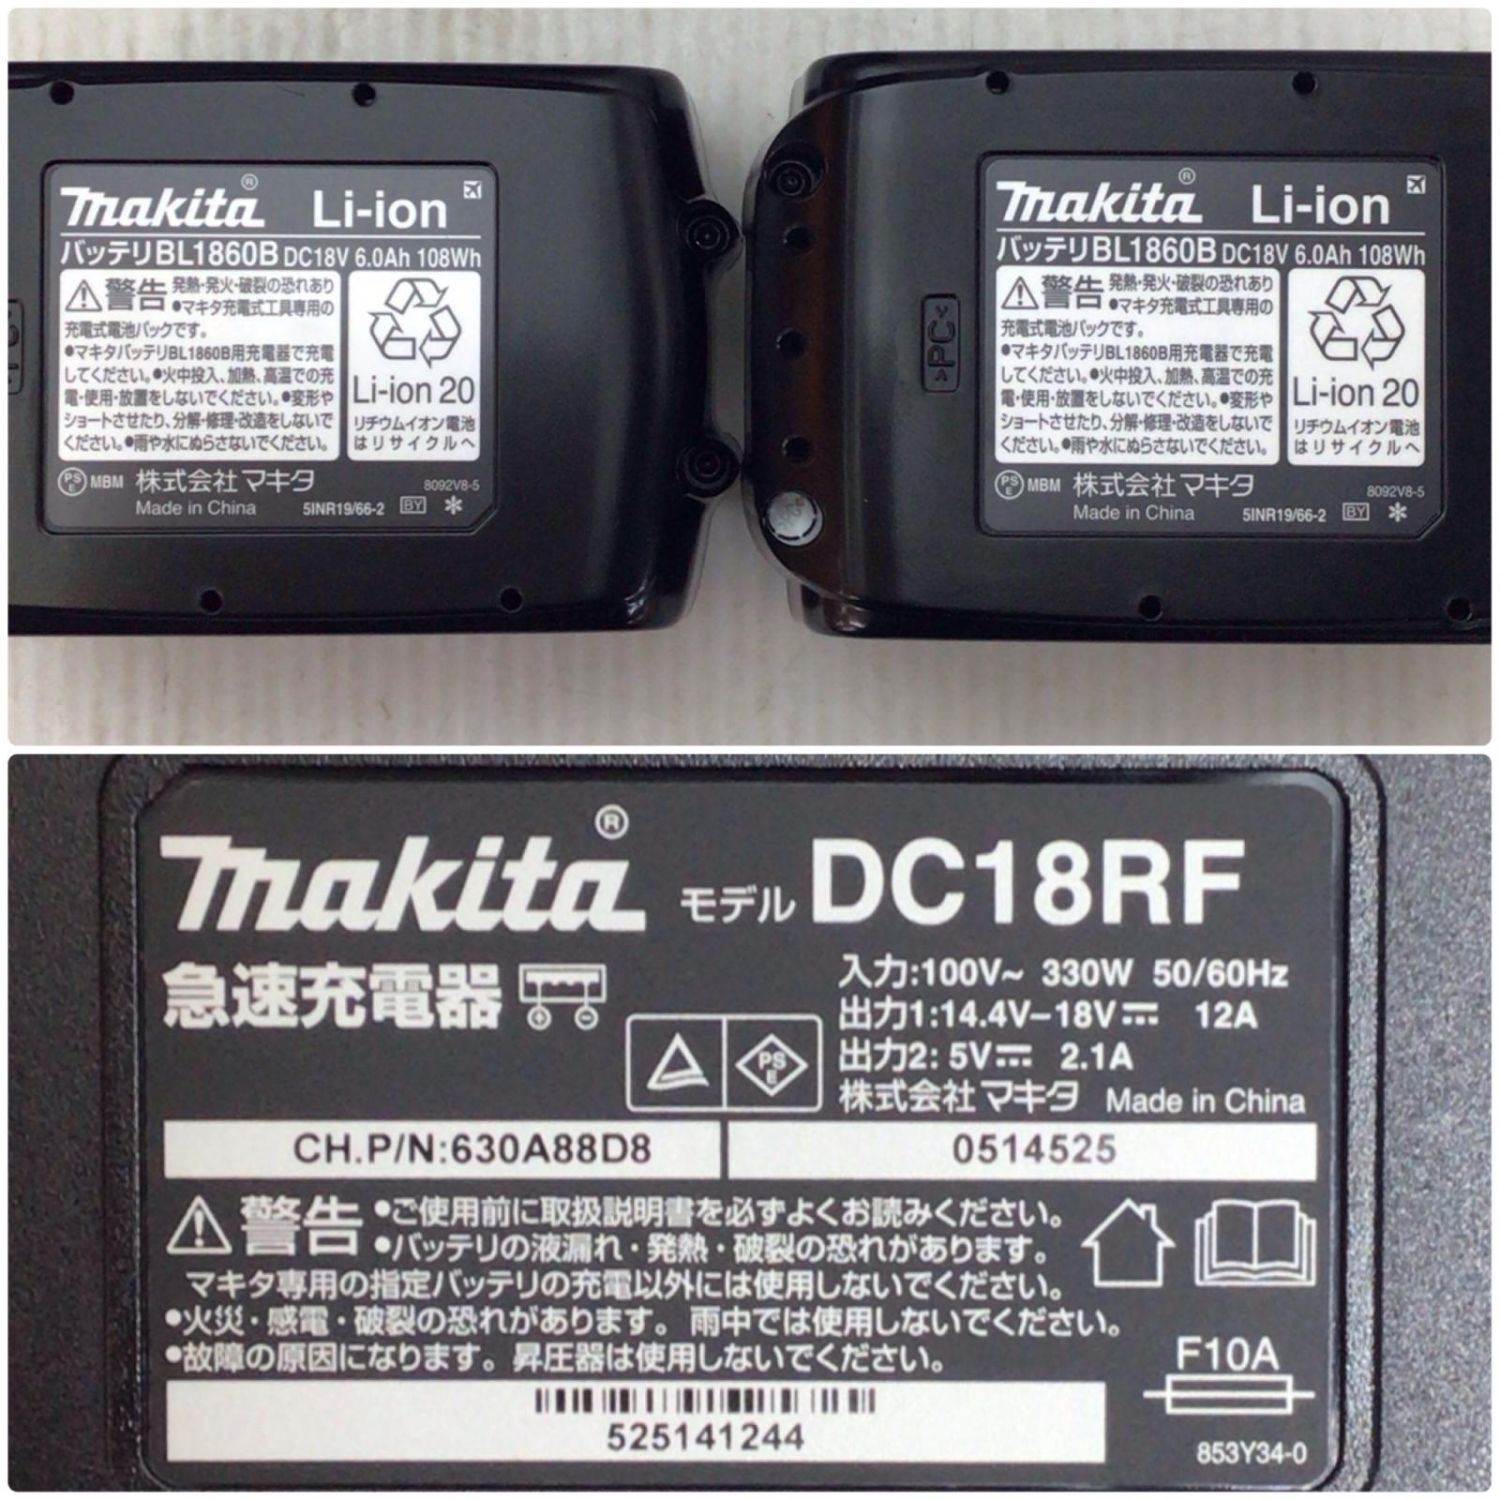 makita® Li-ion
バッテリBL1860B DC18V 6.0Ah 108Wh
警告 発熱・発火・破裂の恐れあり
●マキタ充電式工具専用の
充電式電池パックです。
●マキタバッテリBL1860B用充電器で充電
してください。●火中投入、加熱、高温での充
電・使用・放置をしないでください。●変形や
ショートさせたり、分解・修理・改造をしないで
ください。●雨や水にぬらさないでください。
Li-ion 20
リチウムイオン電池
はリサイクルへ
PS E MBM 株式会社マキタ 8092V8-5
Made in China 5INR19/66-2 BY ✻
makita® Li-ion
バッテリBL1860B DC18V 6.0Ah 108Wh
>PC<
警告 発熱・発火・破裂の恐れあり
●マキタ充電式工具専用の
充電式電池パックです。
●マキタバッテリBL1860B用充電器で充電
してください。●火中投入、加熱、高温での充
電・使用・放置をしないでください。●変形や
ショートさせたり、分解・修理・改造をしないで
ください。●雨や水にぬらさないでください。
Li-ion 20
リチウムイオン電池
はリサイクルへ
PS E MBM 株式会社マキタ 8092V8-5
Made in China 5INR19/66-2 BY ✻
makita® モデル DC18RF
急速充電器
入力:100V~ 330W 50/60Hz
出力1:14.4V–18V⎓ 12A
出力2: 5V⎓ 2.1A
PS E
株式会社マキタ Made in China
CH.P/N:630A88D8 0514525
警告 ●ご使用前に取扱説明書を必ずよくお読みください。
●バッテリの液漏れ・発熱・破裂の恐れがあります。
マキタ専用の指定バッテリの充電以外には使用しないでください。
●火災・感電・破裂の恐れがあります。雨中では使用しないでください。
●故障の原因になります。昇圧器は使用しないでください。
F10A
525141244
853Y34-0